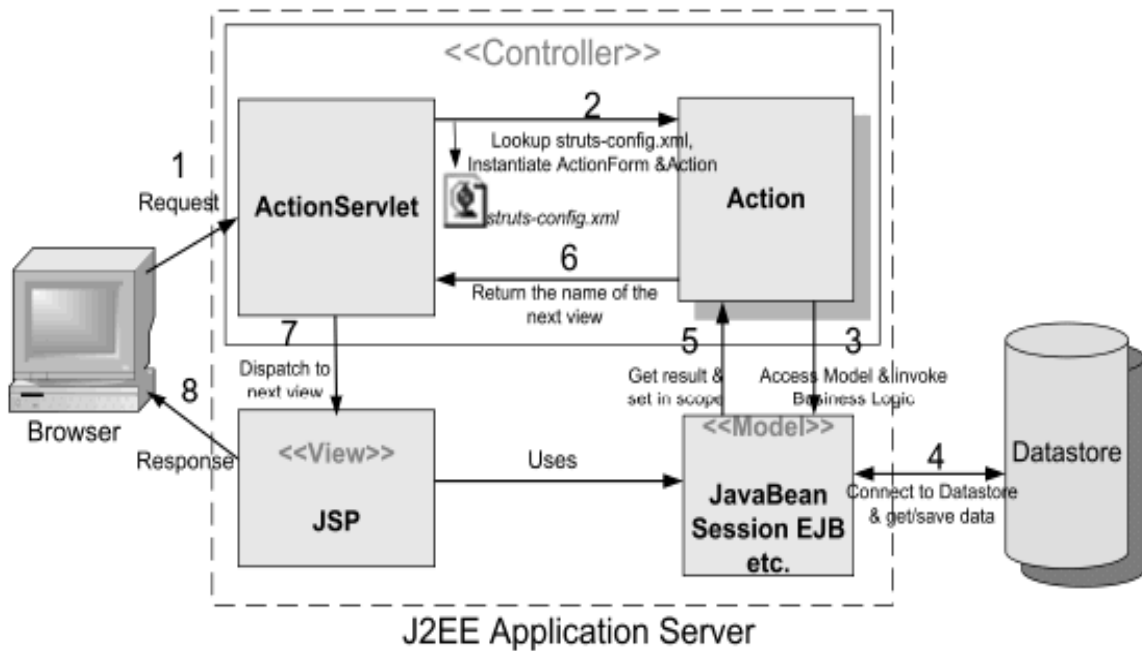 <<Controller>>
1
Request
ActionServlet
2
Lookup struts-config.xml,
Instantiate ActionForm &Action
struts-config.xml
Action
6
Return the name of the
next view
7
Dispatch to
next view
5
Get result &
set in scope
3
Access Model & invoke
Business Logic
8
Browser
Response
<<View>>
JSP
Uses
<<Model>>
JavaBean
Session EJB
etc.
4
Connect to Datastore
& get/save data
Datastore
J2EE Application Server